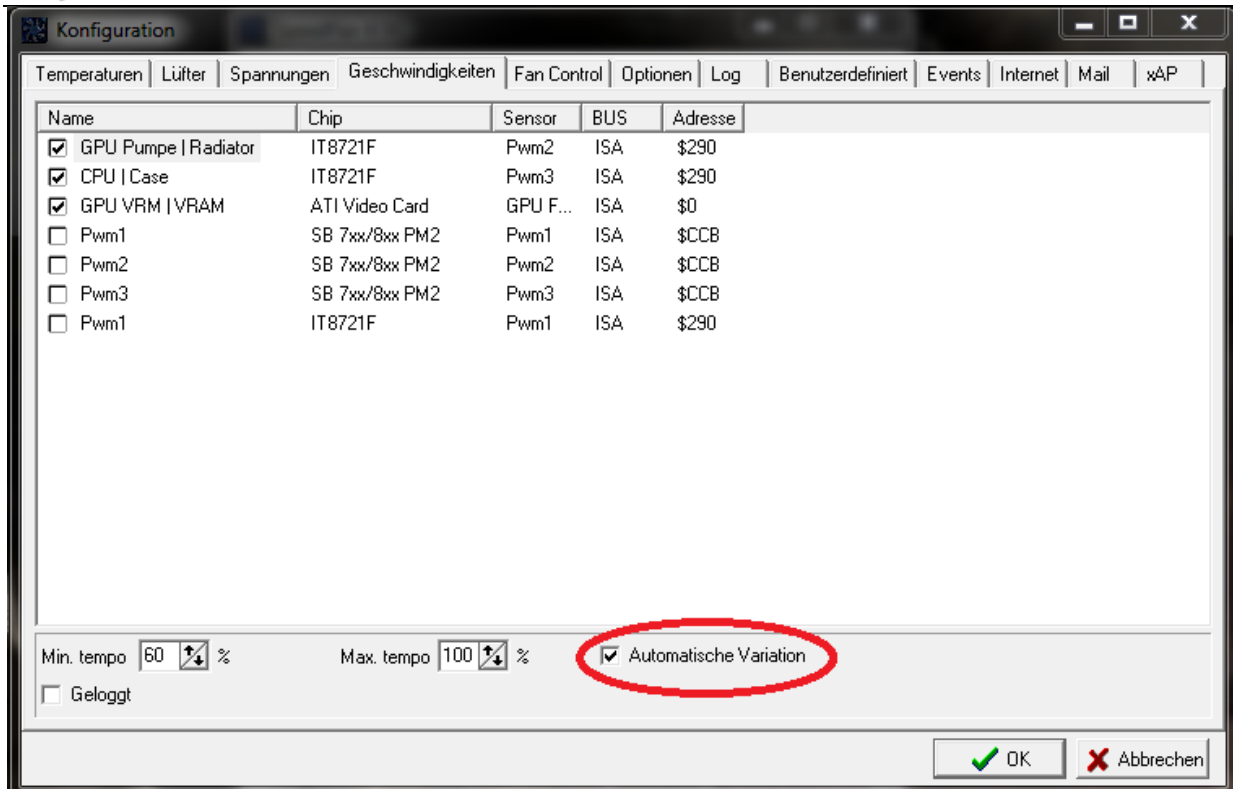 Konfiguration
Temperaturen Lüfter Spannungen Geschwindigkeiten Fan Control Optionen Log Benutzerdefiniert Events Internet Mail xAP
Name Chip Sensor BUS Adresse
GPU Pumpe | Radiator IT8721F Pwm2 ISA $290
CPU | Case IT8721F Pwm3 ISA $290
GPU VRM | VRAM ATI Video Card GPU F... ISA $0
Pwm1 SB 7xx/8xx PM2 Pwm1 ISA $CCB
Pwm2 SB 7xx/8xx PM2 Pwm2 ISA $CCB
Pwm3 SB 7xx/8xx PM2 Pwm3 ISA $CCB
Pwm1 IT8721F Pwm1 ISA $290
Min. tempo 60 % Max. tempo 100 % Automatische Variation
Geloggt
OK Abbrechen